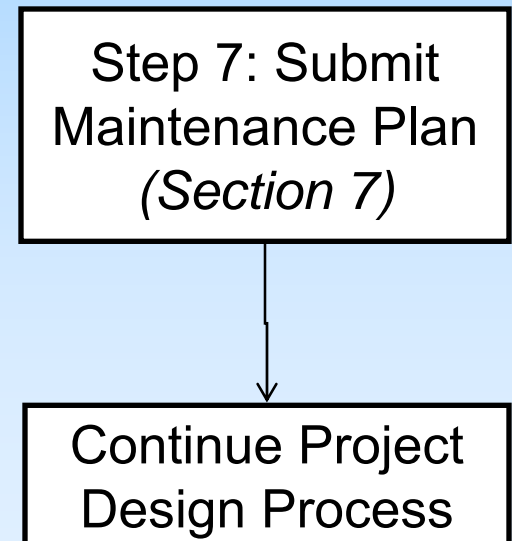 Step 7: Submit
Maintenance Plan
(Section 7)
Continue Project
Design Process